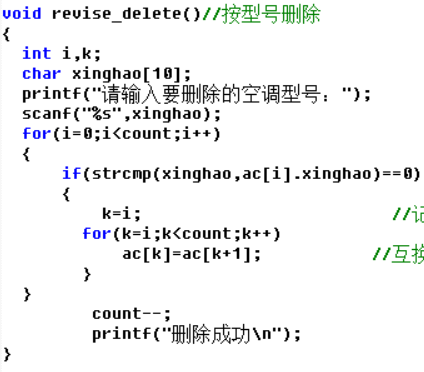 void revise_delete()//按型号删除
{
int i,k;
char xinghao[10];
printf("请输入要删除的空调型号：");
scanf("%s",xinghao);
for(i=0;i<count;i++)
{
if(strcmp(xinghao,ac[i].xinghao)==0)
{
k=i; //记
for(k=i;k<count;k++)
ac[k]=ac[k+1]; //互换
}
}
count--;
printf("删除成功\n");
}